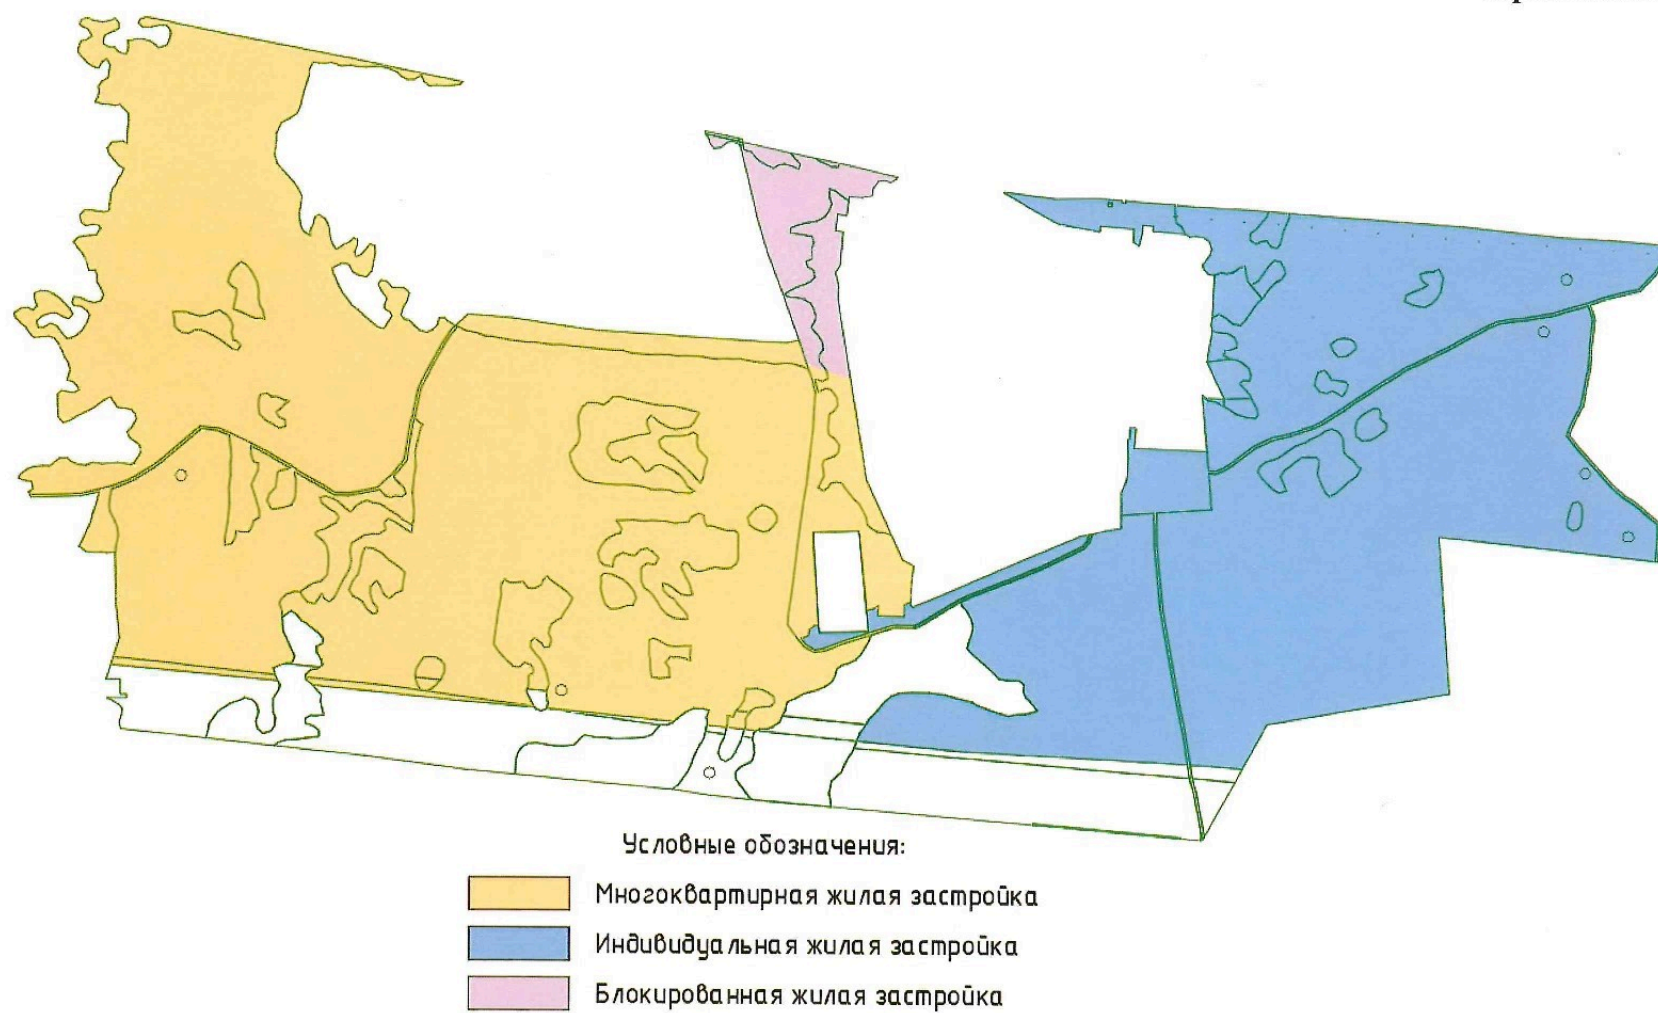 Условные обозначения:
Многоквартирная жилая застройка
Индивидуальная жилая застройка
Блокированная жилая застройка